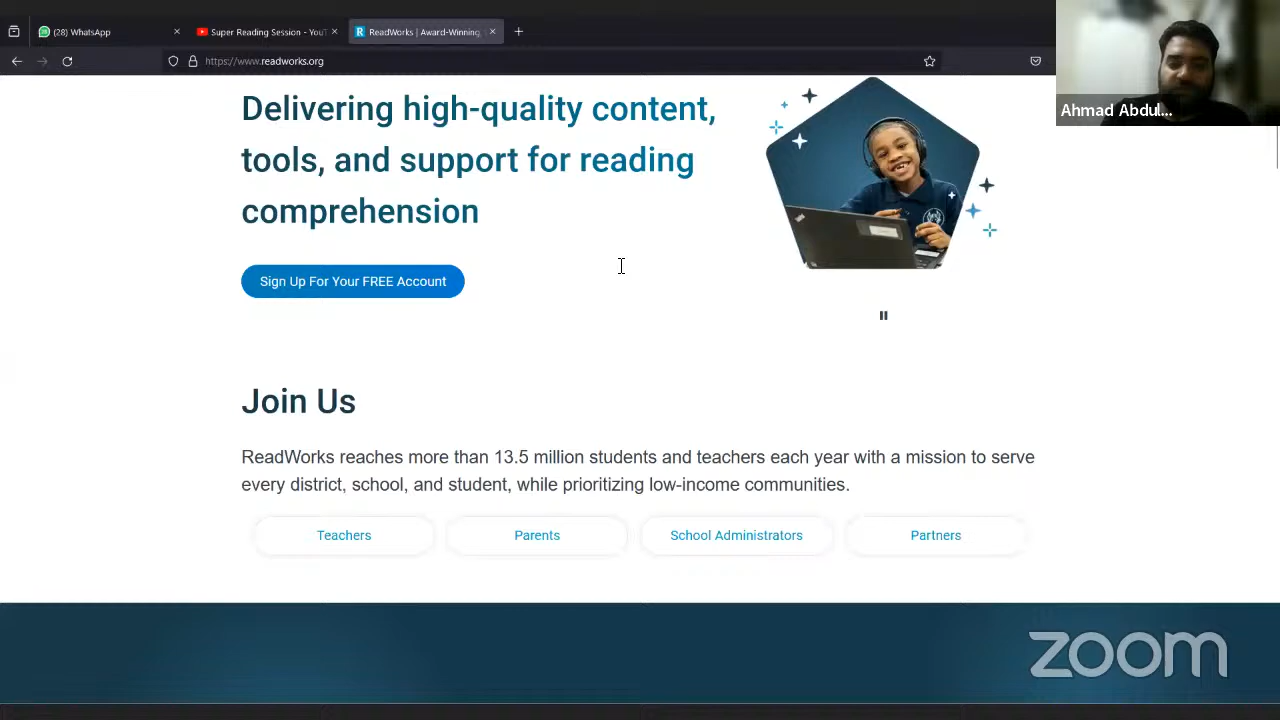 (28) WhatsApp
Super Reading Session - YouT
ReadWorks | Award-Winning,
https://www.readworks.org
Ahmad Abdul...
Delivering high-quality content,
tools, and support for reading
comprehension
Sign Up For Your FREE Account
Join Us
ReadWorks reaches more than 13.5 million students and teachers each year with a mission to serve
every district, school, and student, while prioritizing low-income communities.
Teachers
Parents
School Administrators
Partners
zoom